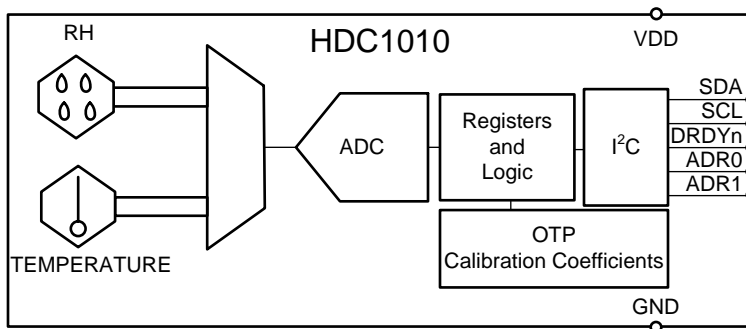 RH
HDC1010
VDD
SDA
SCL
DRDYn
ADR0
ADR1
ADC
Registers
and
Logic
I²C
OTP
Calibration Coefficients
TEMPERATURE
GND